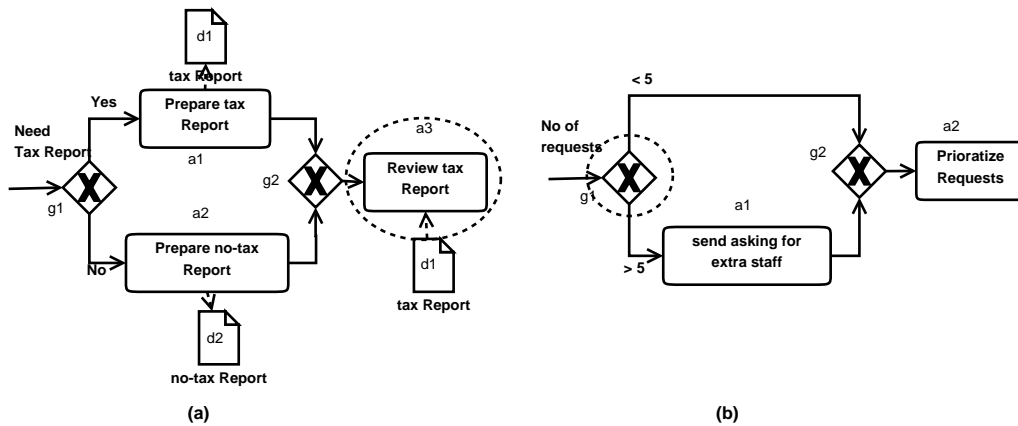 d1
tax Report
Yes
Prepare tax
Report
a1
Need
Tax Report
X
g1
a2
No
Prepare no-tax
Report
d2
no-tax Report
g2
X
a3
Review tax
Report
d1
tax Report
(a)
< 5
No of
requests
X
g1
> 5
a1
send asking for
extra staff
g2
X
a2
Prioratize
Requests
(b)